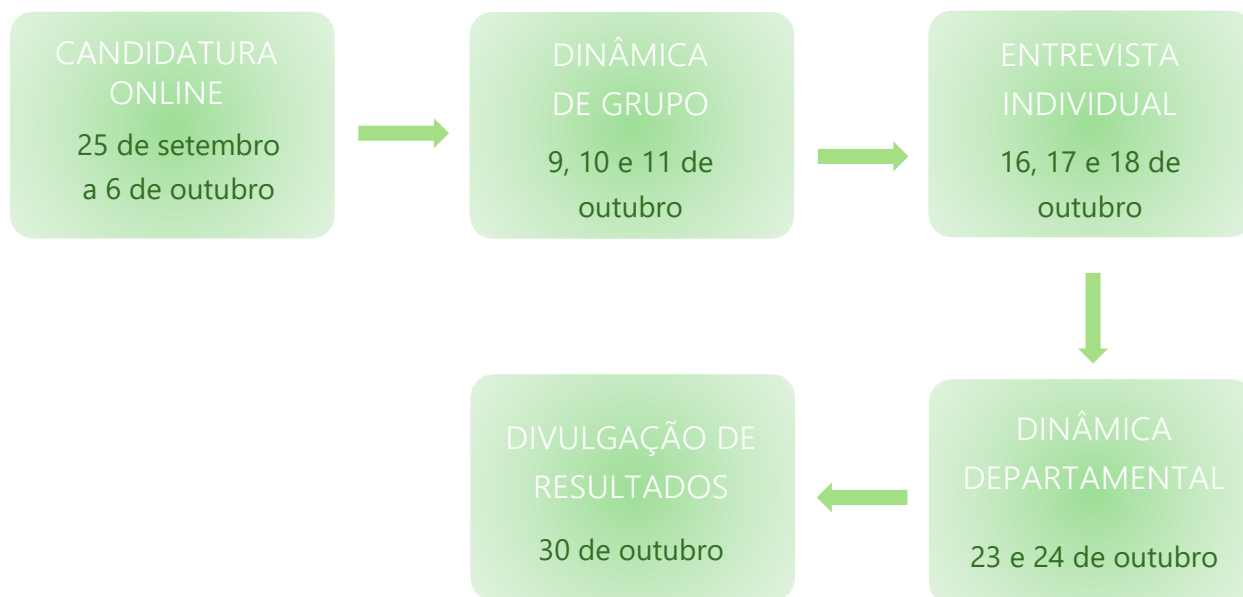 CANDIDATURA
ONLINE
25 de setembro
a 6 de outubro
DINÂMICA
DE GRUPO
9, 10 e 11 de
outubro
ENTREVISTA
INDIVIDUAL
16, 17 e 18 de
outubro
DINÂMICA
DEPARTAMENTAL
23 e 24 de outubro
DIVULGAÇÃO DE
RESULTADOS
30 de outubro